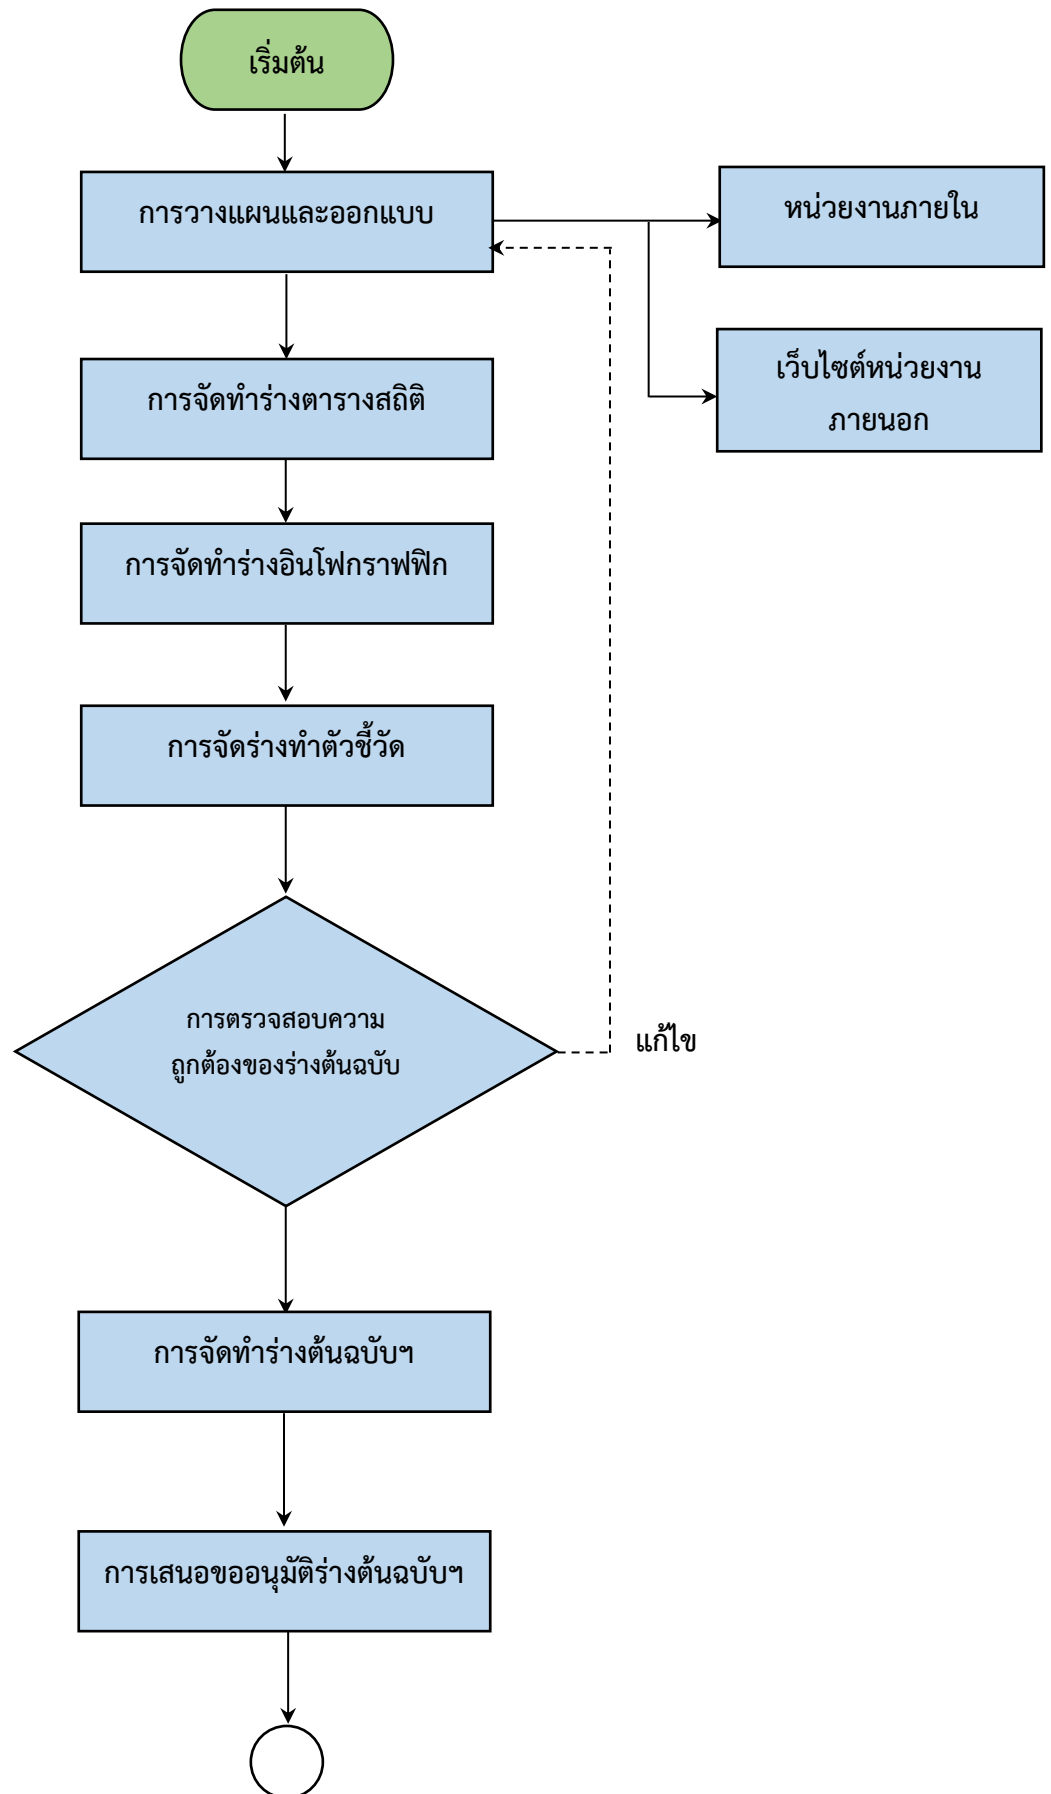 เริ่มต้น
การวางแผนและออกแบบ
หน่วยงานภายใน
เว็บไซต์หน่วยงาน
ภายนอก
การจัดทำร่างตารางสถิติ
การจัดทำร่างอินโฟกราฟฟิก
การจัดร่างทำตัวชี้วัด
การตรวจสอบความ
ถูกต้องของร่างต้นฉบับ
แก้ไข
การจัดทำร่างต้นฉบับฯ
การเสนอขออนุมัติร่างต้นฉบับฯ